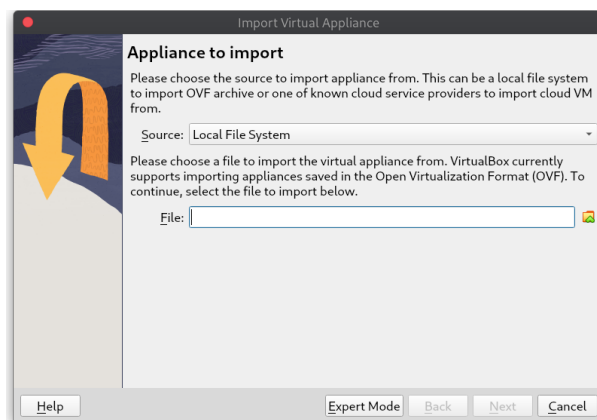 Import Virtual Appliance
Appliance to import
Please choose the source to import appliance from. This can be a local file system
to import OVF archive or one of known cloud service providers to import cloud VM
from.
Source: Local File System
Please choose a file to import the virtual appliance from. VirtualBox currently
supports importing appliances saved in the Open Virtualization Format (OVF). To
continue, select the file to import below.
File:
Help Expert Mode Back Next Cancel